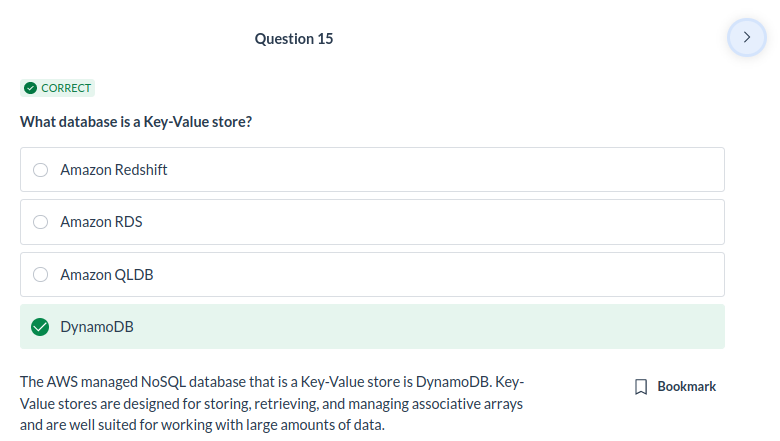 Question 15
CORRECT
What database is a Key-Value store?
Amazon Redshift
Amazon RDS
Amazon QLDB
DynamoDB
The AWS managed NoSQL database that is a Key-Value store is DynamoDB. Key-
Value stores are designed for storing, retrieving, and managing associative arrays
and are well suited for working with large amounts of data.
Bookmark